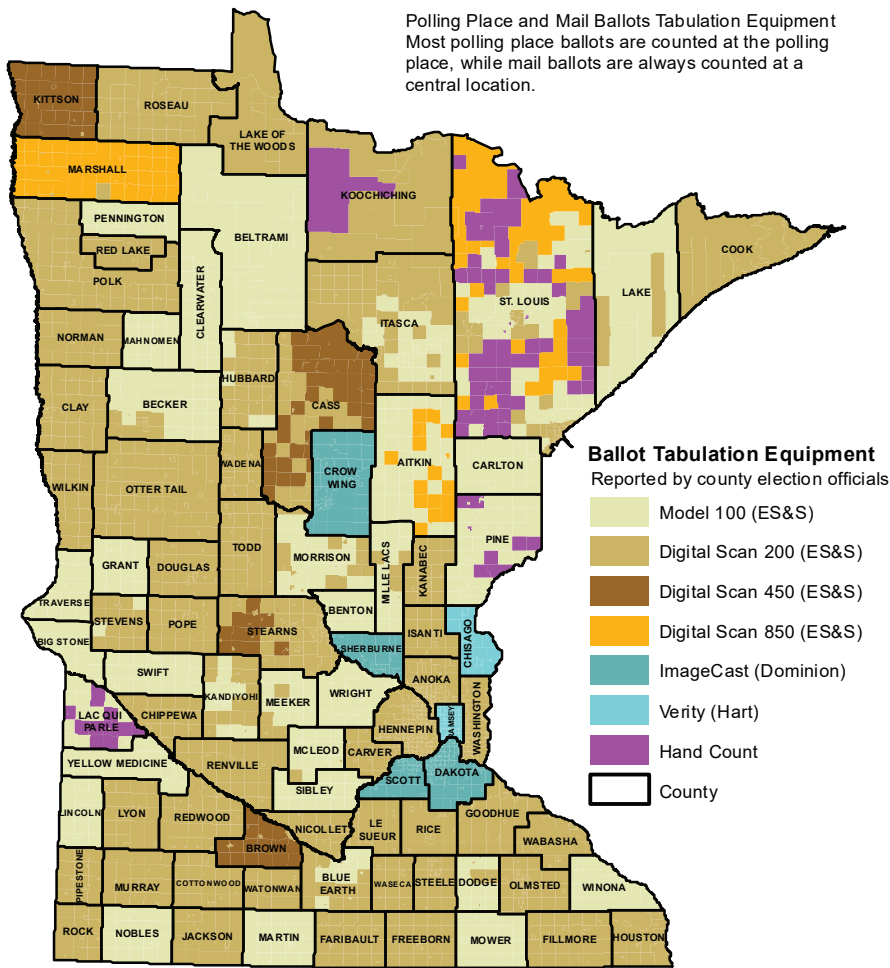 Polling Place and Mail Ballots Tabulation Equipment
Most polling place ballots are counted at the polling
place, while mail ballots are always counted at a
central location.
KITTSON
ROSEAU
LAKE OF
THE WOODS
MARSHALL
KOOCHICHING
PENNINGTON
BELTRAMI
RED LAKE
POLK
COOK
CLEARWATER
LAKE
ST. LOUIS
ITASCA
NORMAN
MAHNOMEN
HUBBARD
CASS
CLAY
BECKER
Ballot Tabulation Equipment
Reported by county election officials
Model 100 (ES&S)
Digital Scan 200 (ES&S)
Digital Scan 450 (ES&S)
Digital Scan 850 (ES&S)
ImageCast (Dominion)
Verity (Hart)
Hand Count
County
WADENA
CROW
WING
AITKIN
CARLTON
WILKIN
OTTER TAIL
PINE
TODD
MORRISON
MILLE LACS
KANABEC
GRANT
DOUGLAS
TRAVERSE
BENTON
STEVENS
POPE
STEARNS
ISANTI
CHISAGO
BIG STONE
SHERBURNE
SWIFT
ANOKA
KANDIYOHI
MEEKER
WRIGHT
WASHINGTON
LAC QUI
PARLE
CHIPPEWA
HENNEPIN
RAMSEY
MCLEOD
CARVER
YELLOW MEDICINE
RENVILLE
DAKOTA
SCOTT
SIBLEY
LINCOLN
LYON
REDWOOD
NICOLLET
LE
SUEUR
RICE
GOODHUE
WABASHA
BROWN
PIPESTONE
MURRAY
COTTONWOOD
WATONWAN
BLUE
EARTH
WASECA
STEELE
DODGE
OLMSTED
WINONA
ROCK
NOBLES
JACKSON
MARTIN
FARIBAULT
FREEBORN
MOWER
FILLMORE
HOUSTON